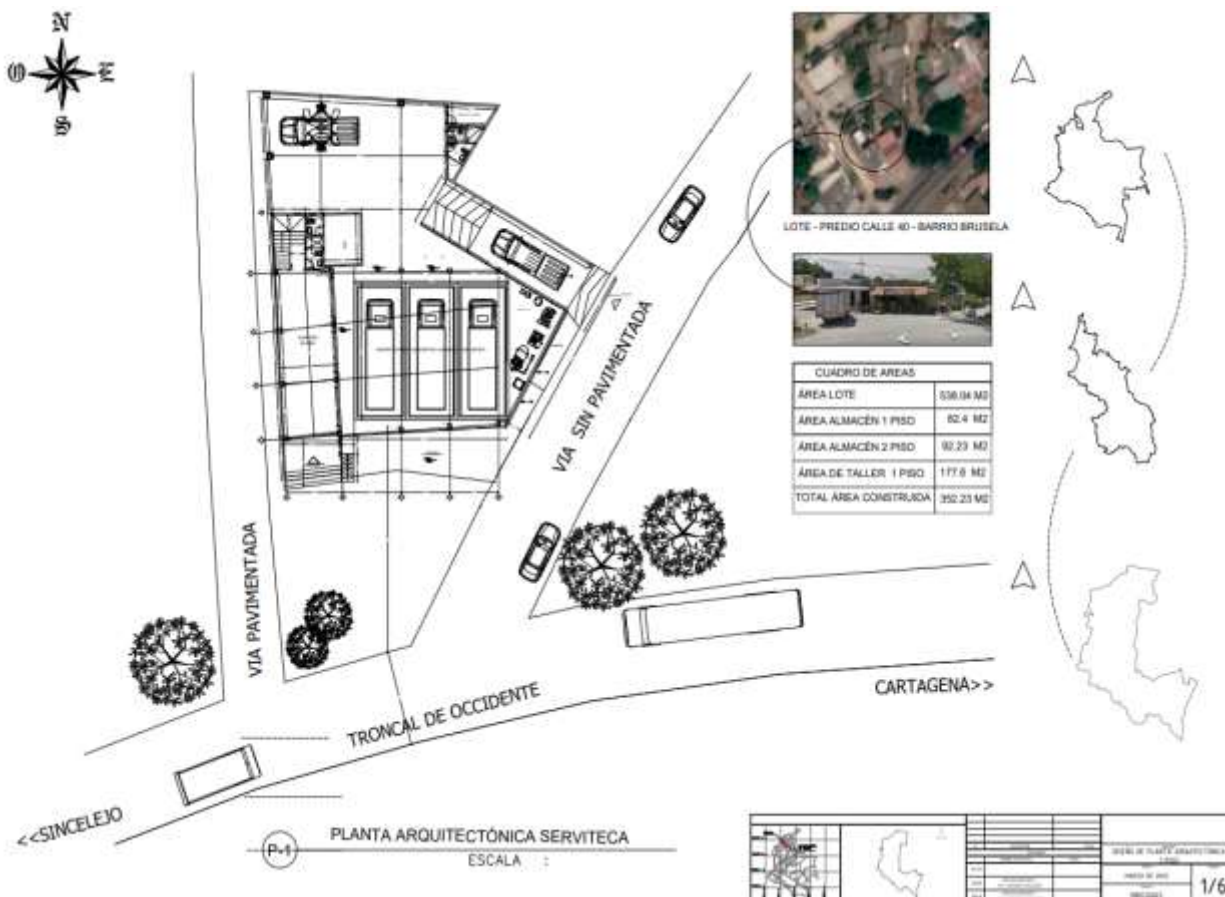 N
E
S
O
LOTE - PREDIO CALLE 40 - BARRIO BRUSELA
CUADRO DE AREAS
ÁREA LOTE 538.04 M2
ÁREA ALMACÉN 1 PISO 82.4 M2
ÁREA ALMACÉN 2 PISO 92.23 M2
ÁREA DE TALLER 1 PISO 177.6 M2
TOTAL ÁREA CONSTRUIDA 352.23 M2
VIA SIN PAVIMENTADA
VIA PAVIMENTADA
TRONCAL DE OCCIDENTE
CARTAGENA>>
<<SINCELEJO
P-1
PLANTA ARQUITECTÓNICA SERVITECA
ESCALA :
1/6